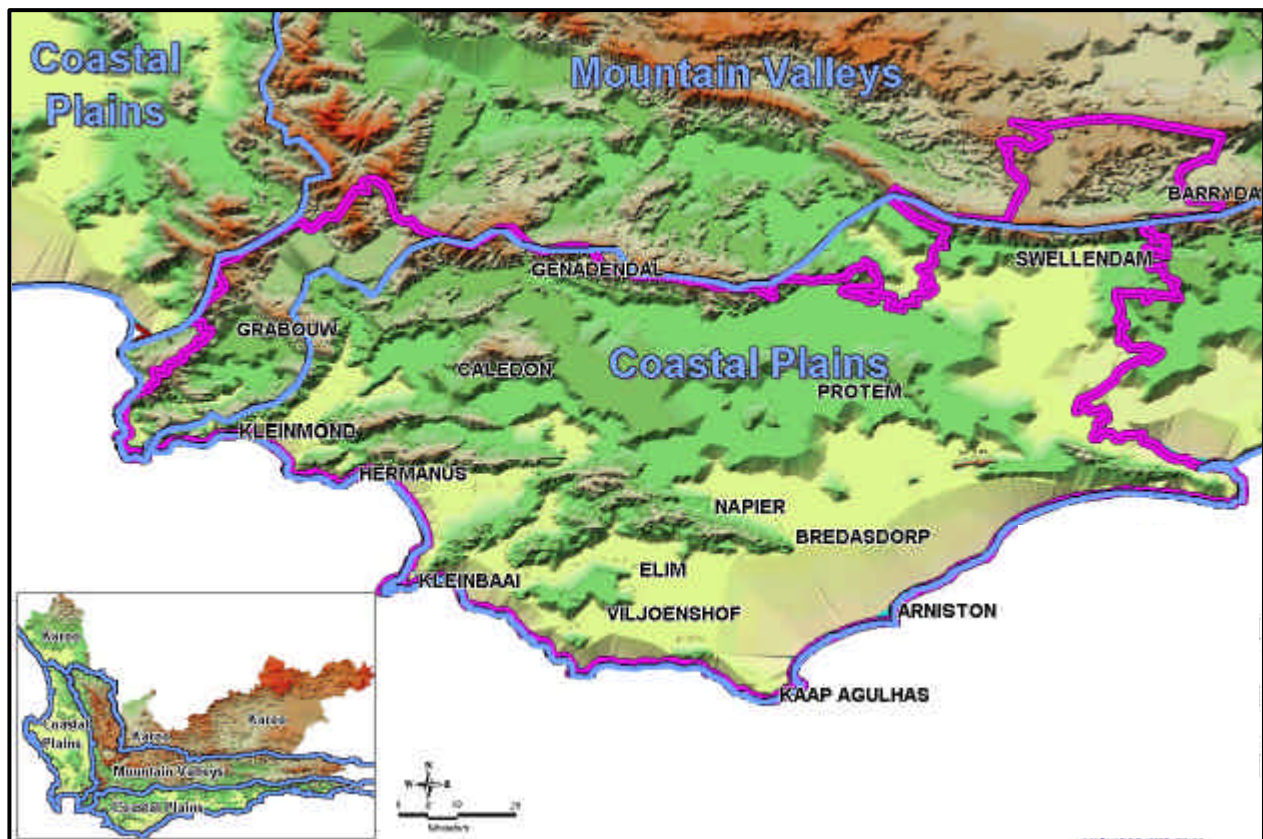 Coastal
Plains
Mountain Valleys
BARRYDA
SWELLENDAM
GENADENDAL
GRABOUW
Coastal Plains
CALEDON
PROTEM
KLEINMOND
HERMANUS
NAPIER
BREDASDORP
ELIM
KLEINBAAI
VILJOENSHOF
ARNISTON
KAAP AGULHAS
Karoo
Coastal
Plains
Karoo
Karoo
Mountain Valleys
Coastal Plains
N
W E
S